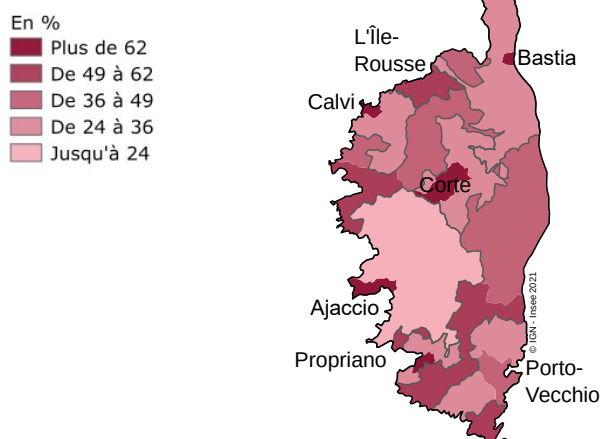 En %
Plus de 62
De 49 à 62
De 36 à 49
De 24 à 36
Jusqu'à 24
L'Île-
Rousse
Bastia
Calvi
Corte
Ajaccio
© IGN - Insee 2021
Propriano
Porto-
Vecchio